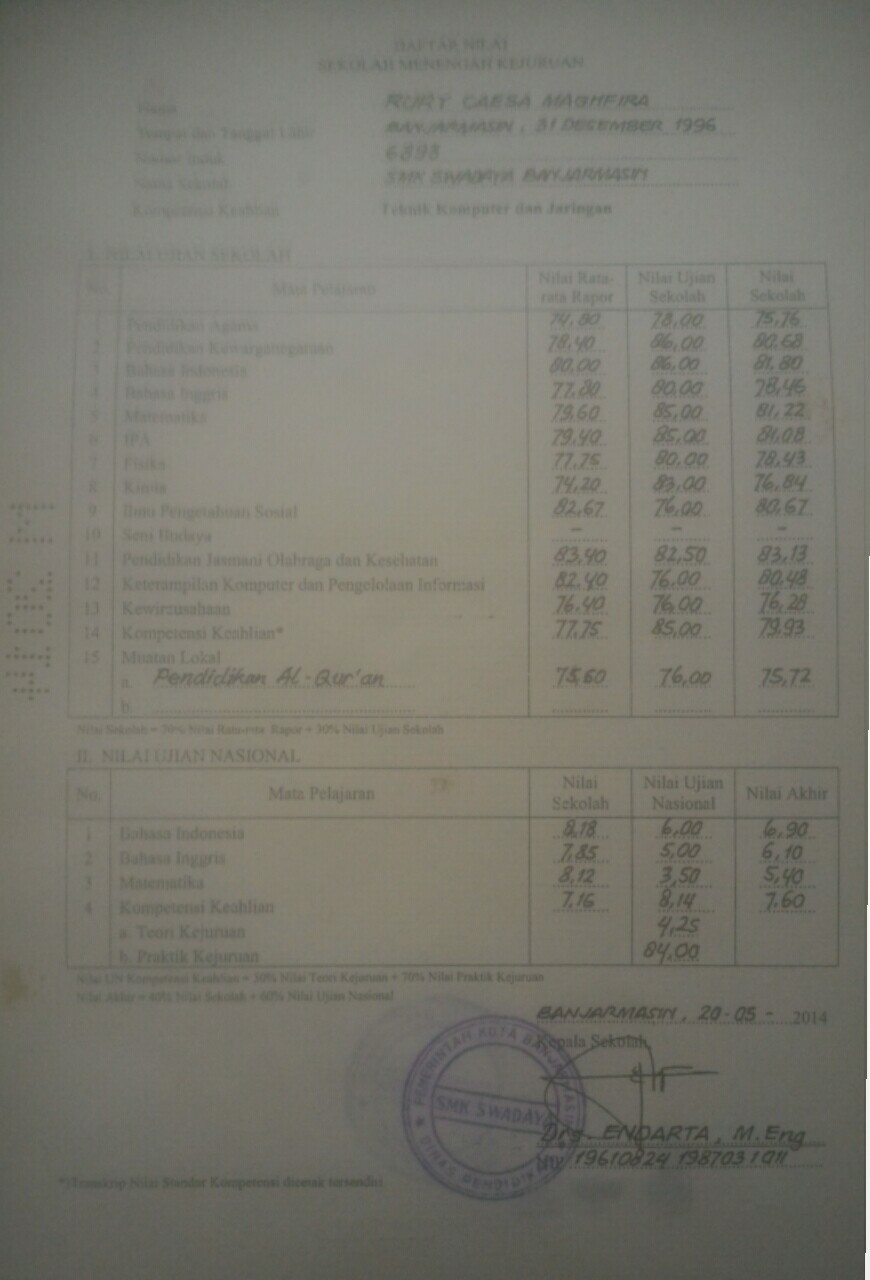 DAFTAR NILAI
SEKOLAH MENENGAH KEJURUAN
Nama RURY CAESA MAGHFIRA
Tempat dan Tanggal Lahir BANJARMASIN, 31 DESEMBER 1996
Nomor Induk 6893
Nama Sekolah SMK SWADAYA BANJARMASIN
Kompetensi Keahlian Teknik Komputer dan Jaringan
I. NILAI UJIAN SEKOLAH
No. Mata Pelajaran Nilai Rata-rata Rapor Nilai Ujian Sekolah Nilai Sekolah
1 Pendidikan Agama 74,80 78,00 75,76
2 Pendidikan Kewarganegaraan 78,40 86,00 80,68
3 Bahasa Indonesia 80,00 86,00 81,80
4 Bahasa Inggris 77,80 80,00 78,46
5 Matematika 79,60 85,00 81,22
6 IPA 79,40 85,00 81,08
7 Fisika 77,75 80,00 78,43
8 Kimia 74,20 83,00 76,84
9 Ilmu Pengetahuan Sosial 82,67 76,00 80,67
10 Seni Budaya - - -
11 Pendidikan Jasmani Olahraga dan Kesehatan 83,40 82,50 83,13
12 Keterampilan Komputer dan Pengelolaan Informasi 82,40 76,00 80,48
13 Kewirausahaan 76,40 76,00 76,28
14 Kompetensi Keahlian* 77,75 85,00 79,93
15 Muatan Lokal
a. Pendidikan Al-Qur'an 75,60 76,00 75,72
b.
Nilai Sekolah = 70% Nilai Rata-rata Rapor + 30% Nilai Ujian Sekolah
II. NILAI UJIAN NASIONAL
No. Mata Pelajaran Nilai Sekolah Nilai Ujian Nasional Nilai Akhir
1 Bahasa Indonesia 8,18 6,00 6,90
2 Bahasa Inggris 7,85 5,00 6,10
3 Matematika 8,12 3,50 5,40
4 Kompetensi Keahlian 7,16 8,14 7,60
a. Teori Kejuruan 4,25
b. Praktik Kejuruan 84,00
Nilai UN Kompetensi Keahlian = 30% Nilai Teori Kejuruan + 70% Nilai Praktik Kejuruan
Nilai Akhir = 40% Nilai Sekolah + 60% Nilai Ujian Nasional
BANJARMASIN, 20-05- 2014
Kepala Sekolah,
PEMERINTAH KOTA BANJARMASIN
SMK SWADAYA
DINAS PENDIDIKAN
Drs. ENDARTA, M.Eng
NIP 19610824 198703 1 011
*)Transkrip Nilai Standar Kompetensi dicetak tersendiri